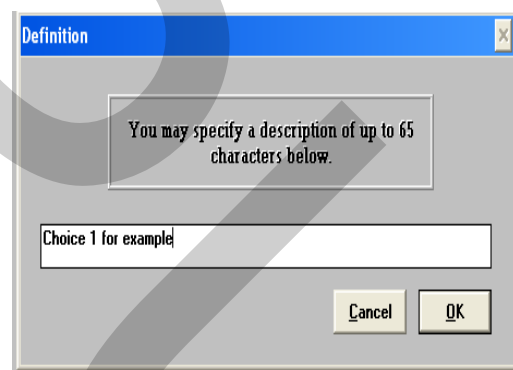 Definition
You may specify a description of up to 65
characters below.
Choice 1 for example
Cancel OK